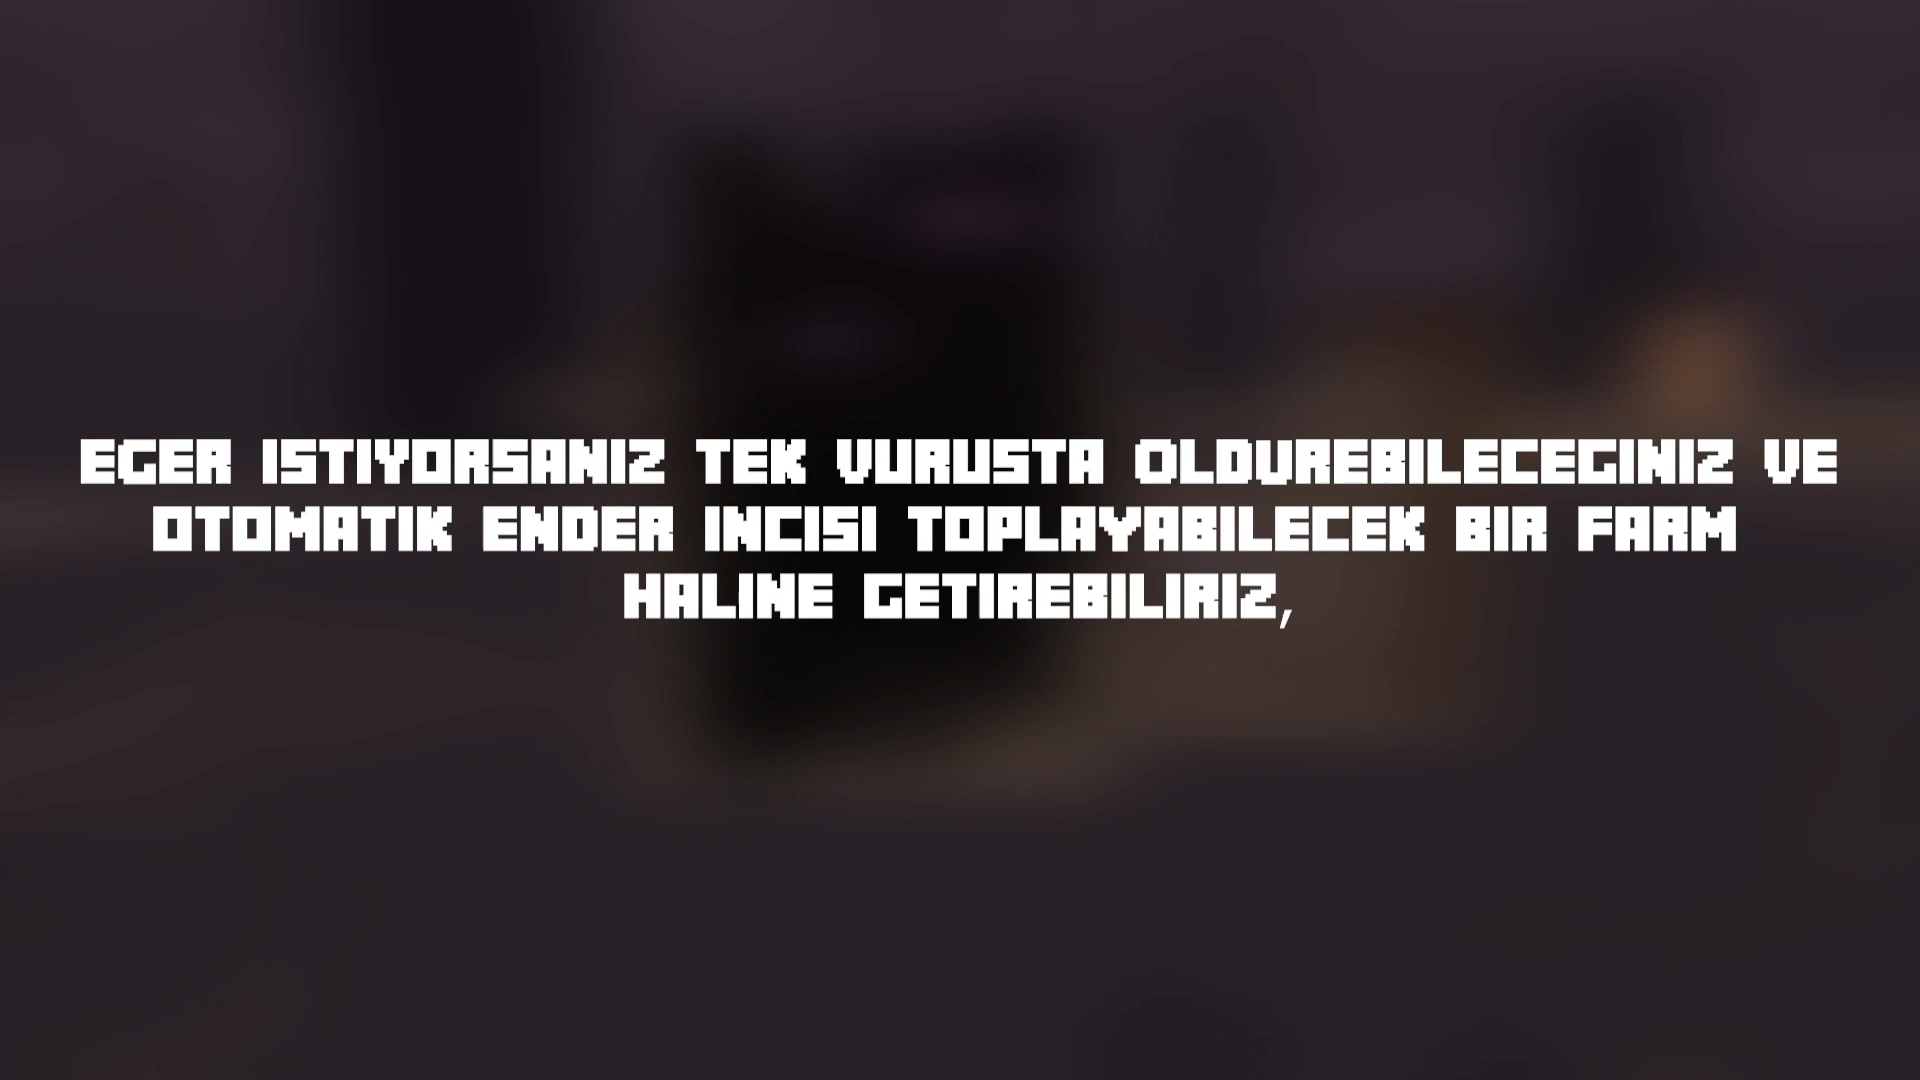 EGER ISTIYORSANIZ TEK VURUSTA OLDUREBILECEGINIZ VE
OTOMATIK ENDER INCISI TOPLAYABILECEK BIR FARM
HALINE GETIREBILIRIZ,